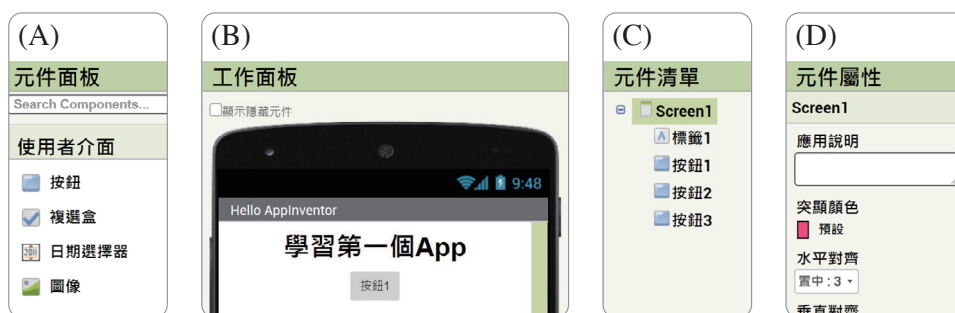 (A)
元件面板
Search Components...
使用者介面
按鈕
複選盒
日期選擇器
圖像
(B)
工作面板
顯示隱藏元件
9:48
Hello AppInventor
學習第一個App
按鈕1
(C)
元件清單
Screen1
A 標籤1
按鈕1
按鈕2
按鈕3
(D)
元件屬性
Screen1
應用說明
突顯顏色
預設
水平對齊
置中 : 3
垂直對齊